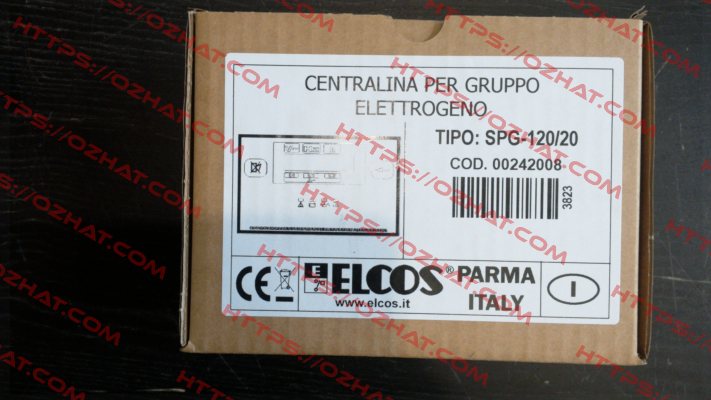 CENTRALINA PER GRUPPO
ELETTROGENO
TIPO: SPG-120/20
COD. 00242008
3823
CE
ELCOS® PARMA
www.elcos.it
ITALY
I
HTTPS://OZHAT.COM